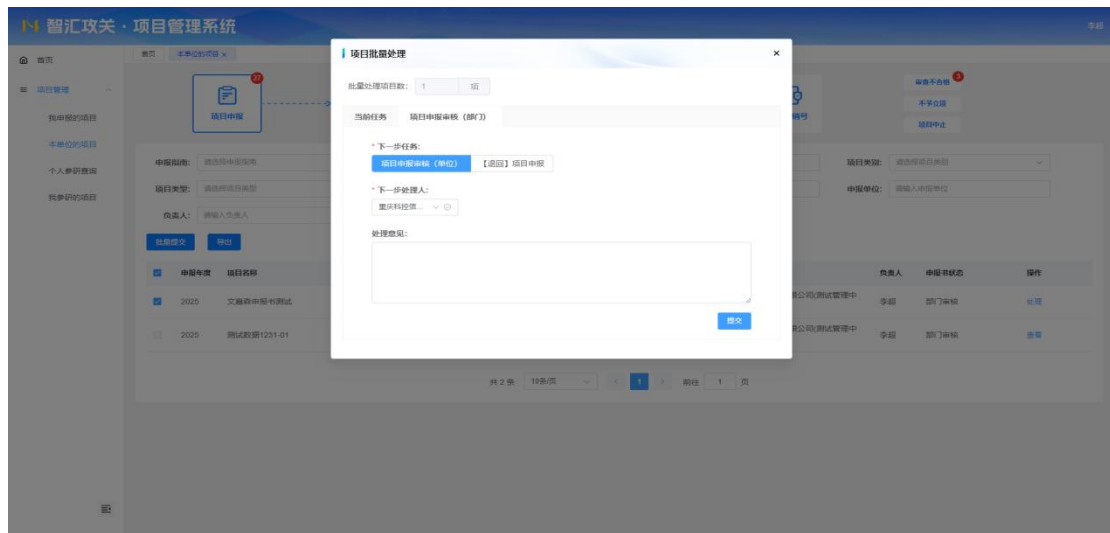 智汇攻关 · 项目管理系统
李超
首页
首页 本单位的项目 ×
项目管理
我申报的项目
本单位的项目
个人参研查询
我参研的项目
27
项目申报
审查不合格 3
不予立项
项目中止
申报指南: 请选择申报指南
项目类别: 请选择项目类别
项目类型: 请选择项目类型
申报单位: 请输入申报单位
负责人: 请输入负责人
批量提交 导出
申报年度 项目名称 负责人 申报书状态 操作
2025 李超 部门审核 处理
2025 测试数据1231-01 李超 部门审核 查看
共 2 条 10条/页 1 前往 1 页
项目批量处理 ×
批量处理项目数: 1 项
当前任务 项目申报审核（部门）
* 下一步任务:
项目申报审核（单位） 【退回】项目申报
* 下一步处理人:
重庆科控信...
处理意见:
提交